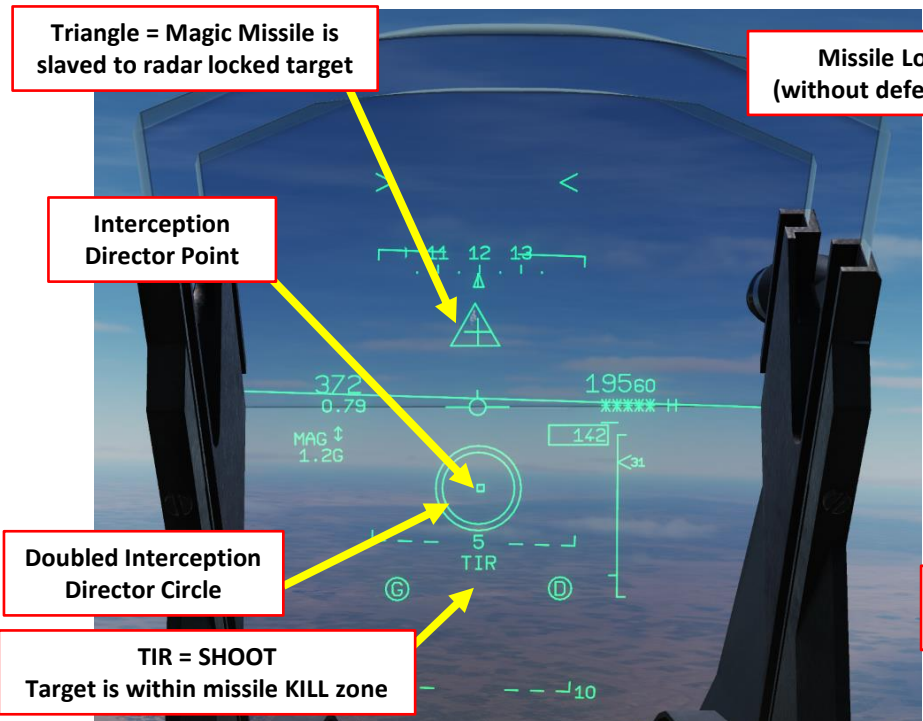 Triangle = Magic Missile is
slaved to radar locked target
Missile Lo
(without defe
Interception
Director Point
> <
11 12 13
372
0.79
19560
***** H
MAG ↕
1.2G
142
<31
5
TIR
G
D
Doubled Interception
Director Circle
TIR = SHOOT
Target is within missile KILL zone
10